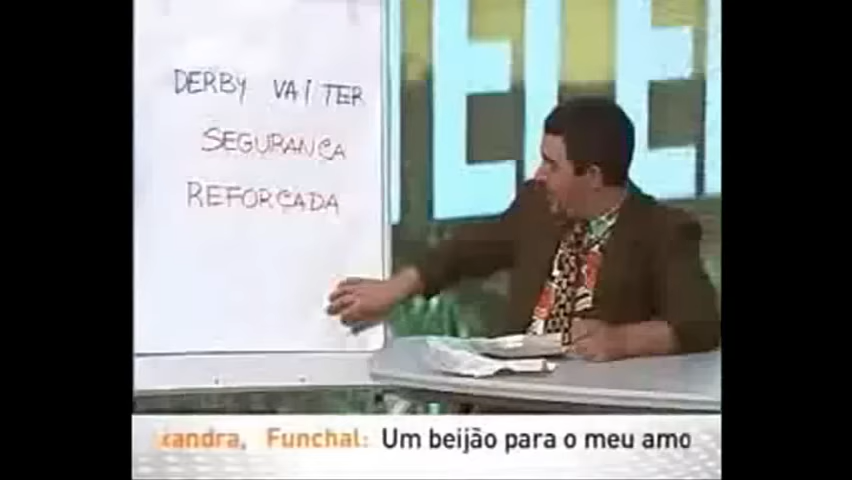 DERBY VAI TER
SEGURANÇA
REFORÇADA
xandra, Funchal: Um beijão para o meu amo